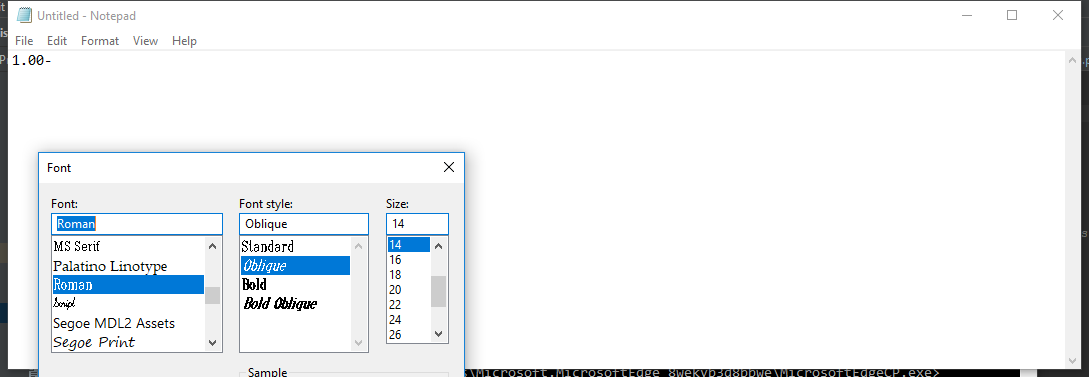 Untitled - Notepad
File Edit Format View Help
1.00-
Font
Font: Font style: Size:
Roman Oblique 14
MS Serif
Palatino Linotype
Roman
Script
Segoe MDL2 Assets
Segoe Print
Standard
Oblique
Bold
Bold Oblique
14
16
18
20
22
24
26
Sample
s\Microsoft.MicrosoftEdge_8wekyb3d8bbwe\MicrosoftEdgeCP.exe>